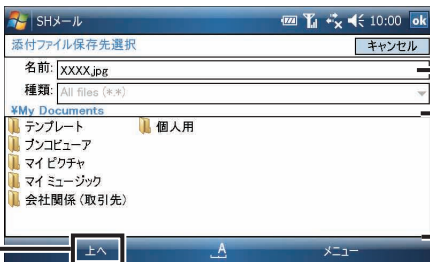 SHメール 10:00 ok
添付ファイル保存先選択 キャンセル
名前: XXXX.jpg
種類: All files (*.*)
¥My Documents
テンプレート 個人用
ブンコビューア
マイ ピクチャ
マイ ミュージック
会社関係(取引先)
上へ A メニュー